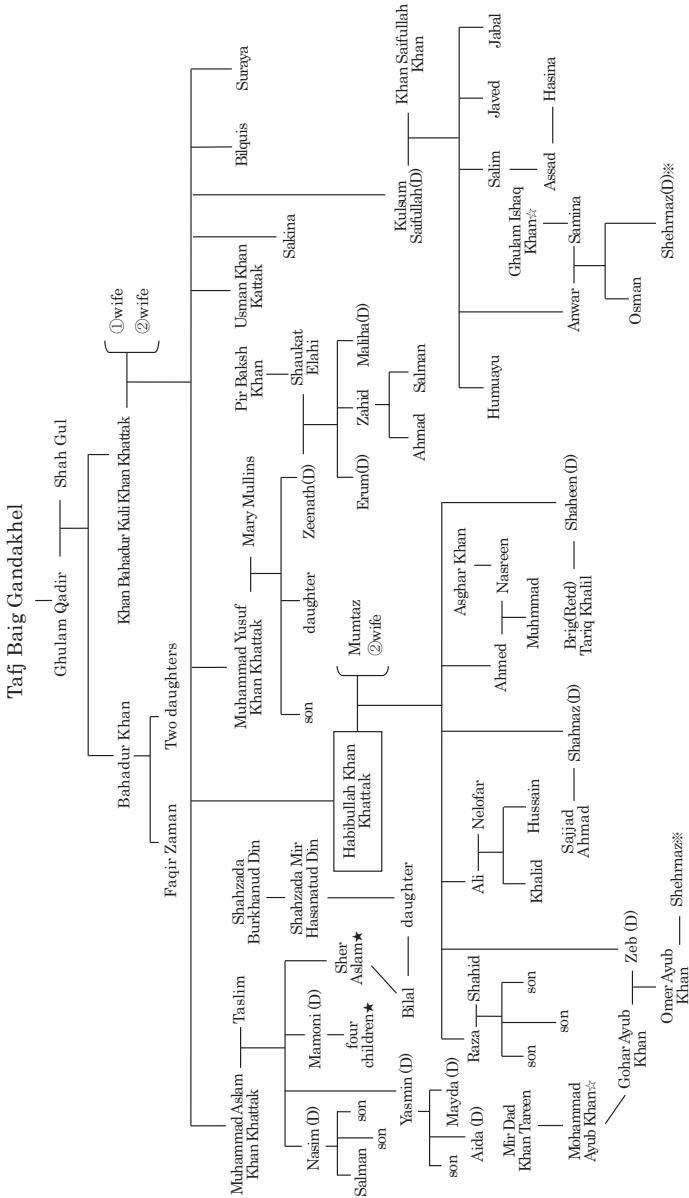 Tafj Baig Gandakhel
Ghulam Qadir
Shah Gul
Bahadur Khan
Khan Bahadur Kuli Khan Khattak
①wife
②wife
Faqir Zaman
Two daughters
Muhammad Aslam
Khan Khattak
Taslim
Shahzada
Burkhanud Din
Shahzada Mir
Hasanatud Din
daughter
Habibullah Khan
Khattak
Mumtaz
②wife
Muhammad Yusuf
Khan Khattak
Mary Mullins
Pir Baksh
Khan
Shaukat
Elahi
Usman Khan
Kattak
Sakina
Kulsum
Saifullah(D)
Khan Saifullah
Khan
Bilquis
Suraya
Nasim (D)
Mamoni (D)
Sher
Aslam★
Salman
son
son
four
children★
Bilal
Yasmin (D)
son
Aida (D)
Mayda (D)
son
daughter
Zeenath(D)
Erum(D)
Zahid
Maliha(D)
Ahmad
Salman
Humuayu
Anwar
Ghulam Ishaq
Khan☆
Samina
Salim
Javed
Jabal
Assad
Hasina
Osman
Shehrnaz(D)※
Raza
Shahid
son
son
son
Ali
Nelofar
Khalid
Hussain
Sajjad
Ahmad
Shahnaz (D)
Ahmed
Asghar Khan
Nasreen
Muhmmad
Brig(Retd)
Tariq Khalil
Shaheen (D)
Mir Dad
Khan Tareen
Mohammad
Ayub Khan☆
Gohar Ayub
Khan
Zeb (D)
Omer Ayub
Khan
Shehrnaz※